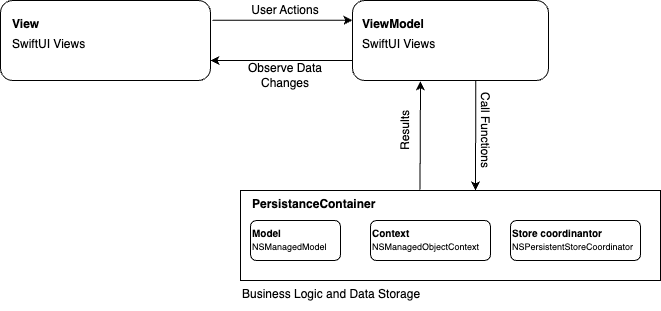 View
SwiftUI Views
User Actions
ViewModel
SwiftUI Views
Observe Data
Changes
Results
Call Functions
PersistanceContainer
Model
NSManagedModel
Context
NSManagedObjectContext
Store coordinantor
NSPersistentStoreCoordinator
Business Logic and Data Storage